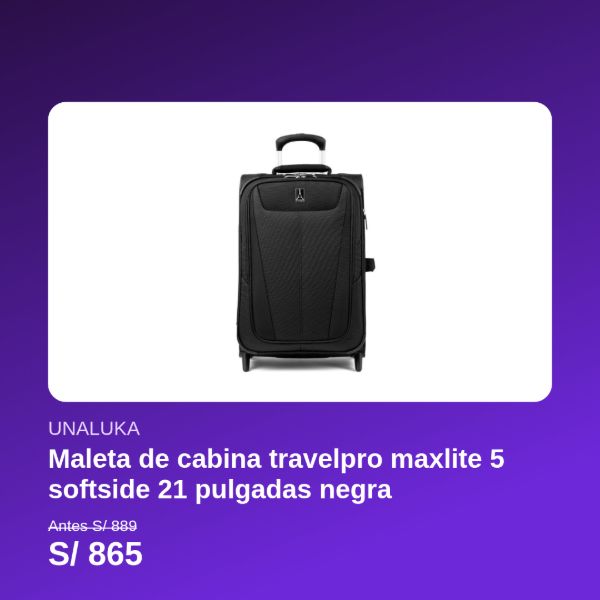 UNALUKA
Maleta de cabina travelpro maxlite 5
softside 21 pulgadas negra
Antes S/ 889
S/ 865